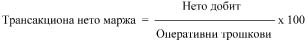 Нето добит
Трансакциона нето маржа = x 100
Оперативни трошкови